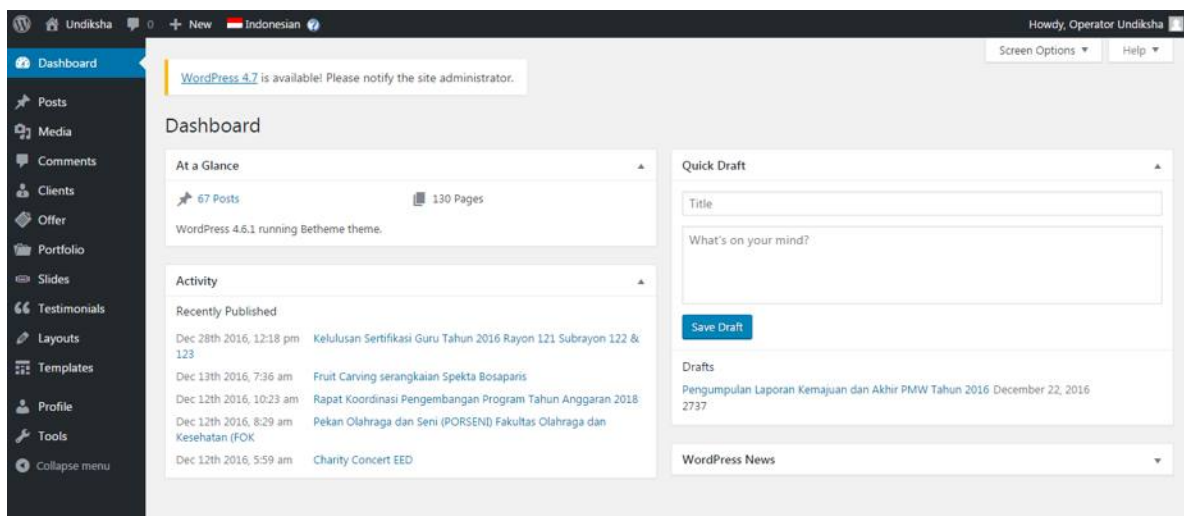 Undiksha 0 + New Indonesian ? Howdy, Operator Undiksha
Screen Options ▼ Help ▼
Dashboard
Posts
Media
Comments
Clients
Offer
Portfolio
Slides
Testimonials
Layouts
Templates
Profile
Tools
Collapse menu
WordPress 4.7 is available! Please notify the site administrator.
Dashboard
At a Glance
67 Posts 130 Pages
WordPress 4.6.1 running Betheme theme.
Activity
Recently Published
Dec 28th 2016, 12:18 pm Kelulusan Sertifikasi Guru Tahun 2016 Rayon 121 Subrayon 122 &
123
Dec 13th 2016, 7:36 am Fruit Carving serangkaian Spekta Bosaparis
Dec 12th 2016, 10:23 am Rapat Koordinasi Pengembangan Program Tahun Anggaran 2018
Dec 12th 2016, 8:29 am Pekan Olahraga dan Seni (PORSENI) Fakultas Olahraga dan
Kesehatan (FOK
Dec 12th 2016, 5:59 am Charity Concert EED
Quick Draft
Title
What's on your mind?
Save Draft
Drafts
Pengumpulan Laporan Kemajuan dan Akhir PMW Tahun 2016 December 22, 2016
2737
WordPress News